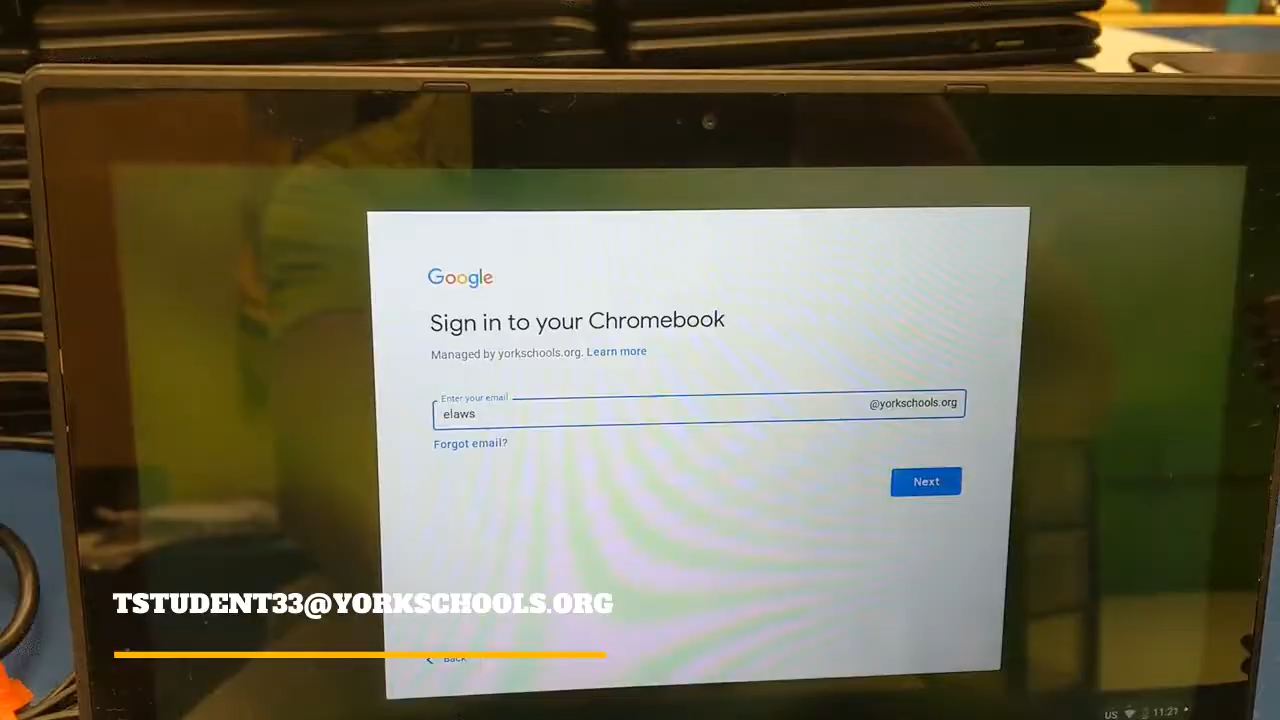 Google
Sign in to your Chromebook
Managed by yorkschools.org. Learn more
Enter your email
elaws @yorkschools.org
Forgot email?
Next
TSTUDENT33@YORKSCHOOLS.ORG
Back
US 11:21